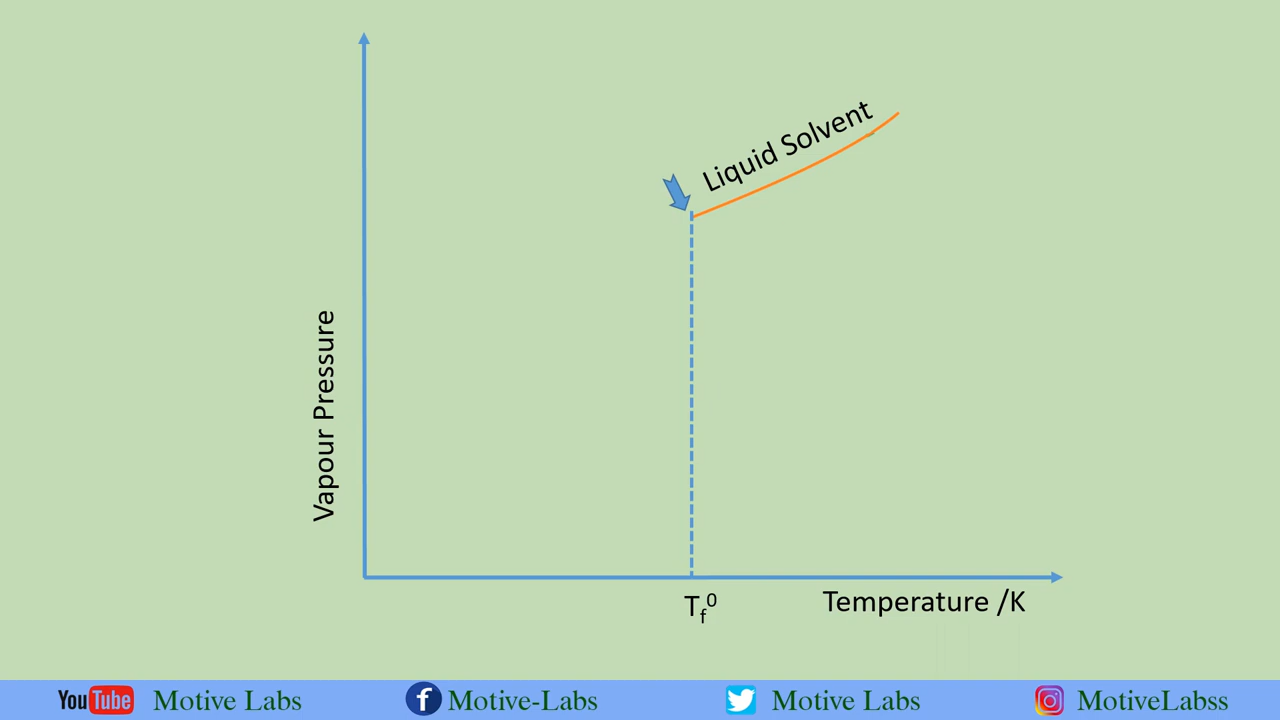 Liquid Solvent
Vapour Pressure
T_f^0
Temperature /K
YouTube Motive Labs
f Motive-Labs
Motive Labs
MotiveLabss